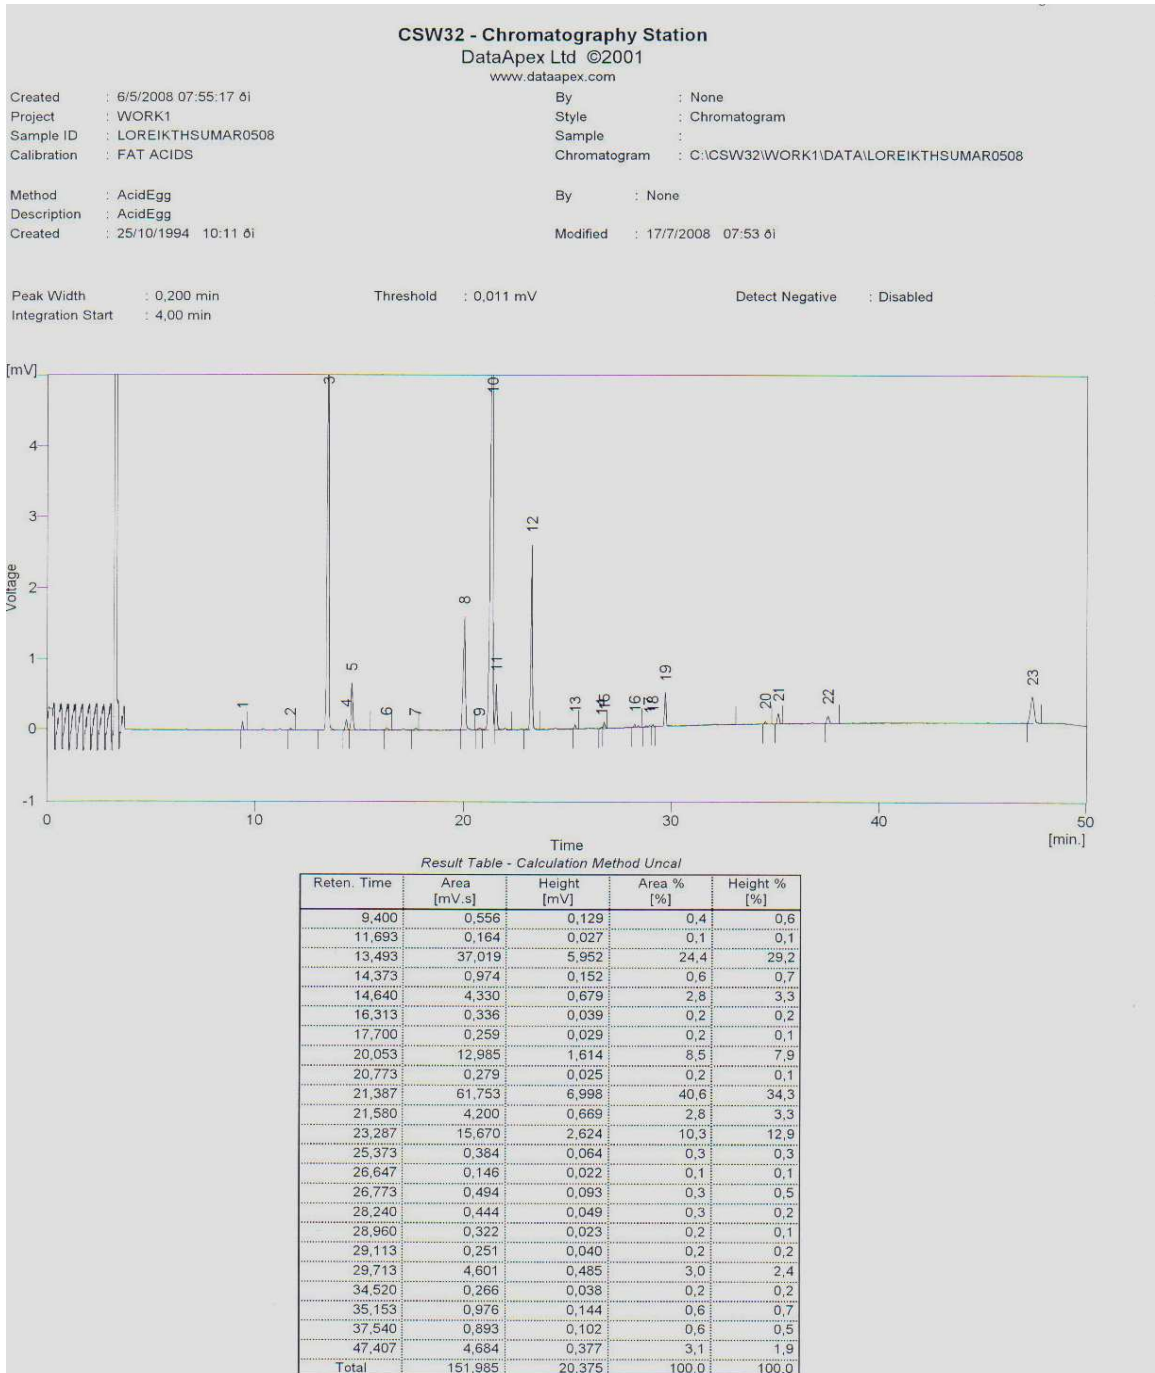 CSW32 - Chromatography Station
DataApex Ltd ©2001
www.dataapex.com
Created : 6/5/2008 07:55:17 ðì By : None
Project : WORK1 Style : Chromatogram
Sample ID : LOREIKTHSUMAR0508 Sample :
Calibration : FAT ACIDS Chromatogram : C:\CSW32\WORK1\DATA\LOREIKTHSUMAR0508
Method : AcidEgg By : None
Description : AcidEgg
Created : 25/10/1994 10:11 ðì Modified : 17/7/2008 07:53 ðì
Peak Width : 0,200 min Threshold : 0,011 mV Detect Negative : Disabled
Integration Start : 4,00 min
[mV]
4
3
2
1
0
-1
Voltage
1
2
3
4
5
6
7
8
9
10
11
12
13
14
16
17
18
19
20
21
22
23
0 10 20 30 40 50
Time [min.]
Result Table - Calculation Method Uncal
Reten. Time Area [mV.s] Height [mV] Area % [%] Height % [%]
9,400 0,556 0,129 0,4 0,6
11,693 0,164 0,027 0,1 0,1
13,493 37,019 5,952 24,4 29,2
14,373 0,974 0,152 0,6 0,7
14,640 4,330 0,679 2,8 3,3
16,313 0,336 0,039 0,2 0,2
17,700 0,259 0,029 0,2 0,1
20,053 12,985 1,614 8,5 7,9
20,773 0,279 0,025 0,2 0,1
21,387 61,753 6,998 40,6 34,3
21,580 4,200 0,669 2,8 3,3
23,287 15,670 2,624 10,3 12,9
25,373 0,384 0,064 0,3 0,3
26,647 0,146 0,022 0,1 0,1
26,773 0,494 0,093 0,3 0,5
28,240 0,444 0,049 0,3 0,2
28,960 0,322 0,023 0,2 0,1
29,113 0,251 0,040 0,2 0,2
29,713 4,601 0,485 3,0 2,4
34,520 0,266 0,038 0,2 0,2
35,153 0,976 0,144 0,6 0,7
37,540 0,893 0,102 0,6 0,5
47,407 4,684 0,377 3,1 1,9
Total 151,985 20,375 100,0 100,0